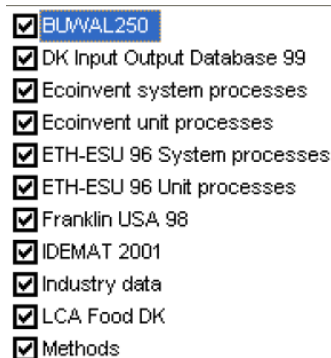 BUWAL250
DK Input Output Database 99
Ecoinvent system processes
Ecoinvent unit processes
ETH-ESU 96 System processes
ETH-ESU 96 Unit processes
Franklin USA 98
IDEMAT 2001
Industry data
LCA Food DK
Methods